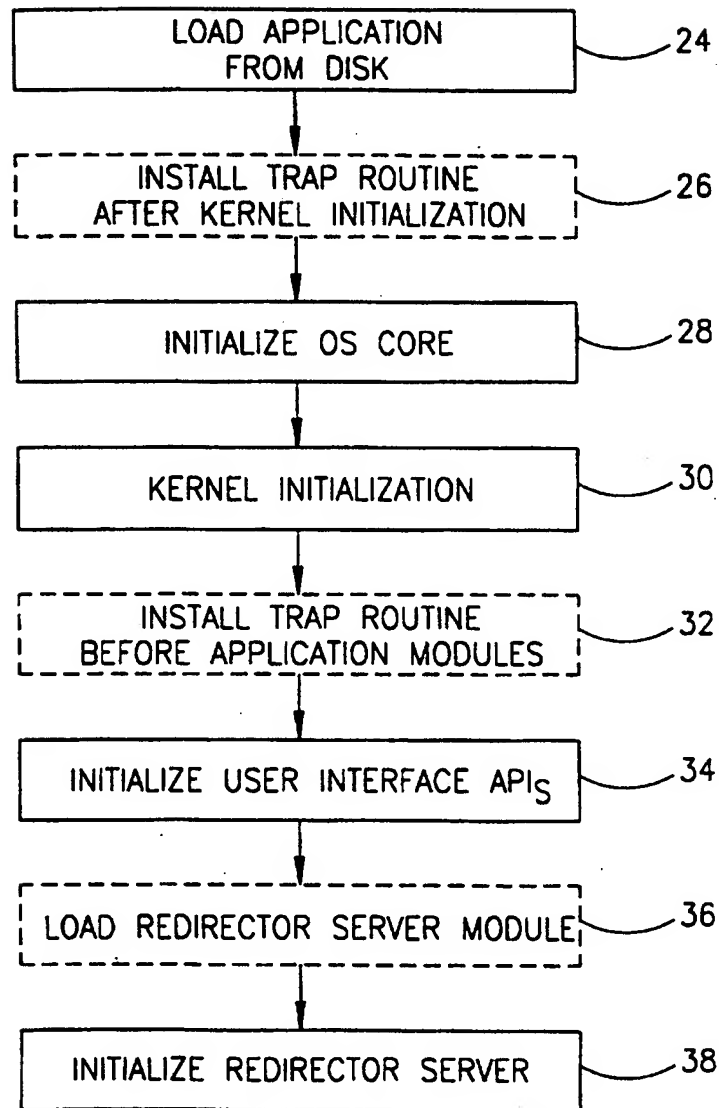 LOAD APPLICATION
FROM DISK
24
INSTALL TRAP ROUTINE
AFTER KERNEL INITIALIZATION
26
INITIALIZE OS CORE
28
KERNEL INITIALIZATION
30
INSTALL TRAP ROUTINE
BEFORE APPLICATION MODULES
32
INITIALIZE USER INTERFACE APIS
34
LOAD REDIRECTOR SERVER MODULE
36
INITIALIZE REDIRECTOR SERVER
38